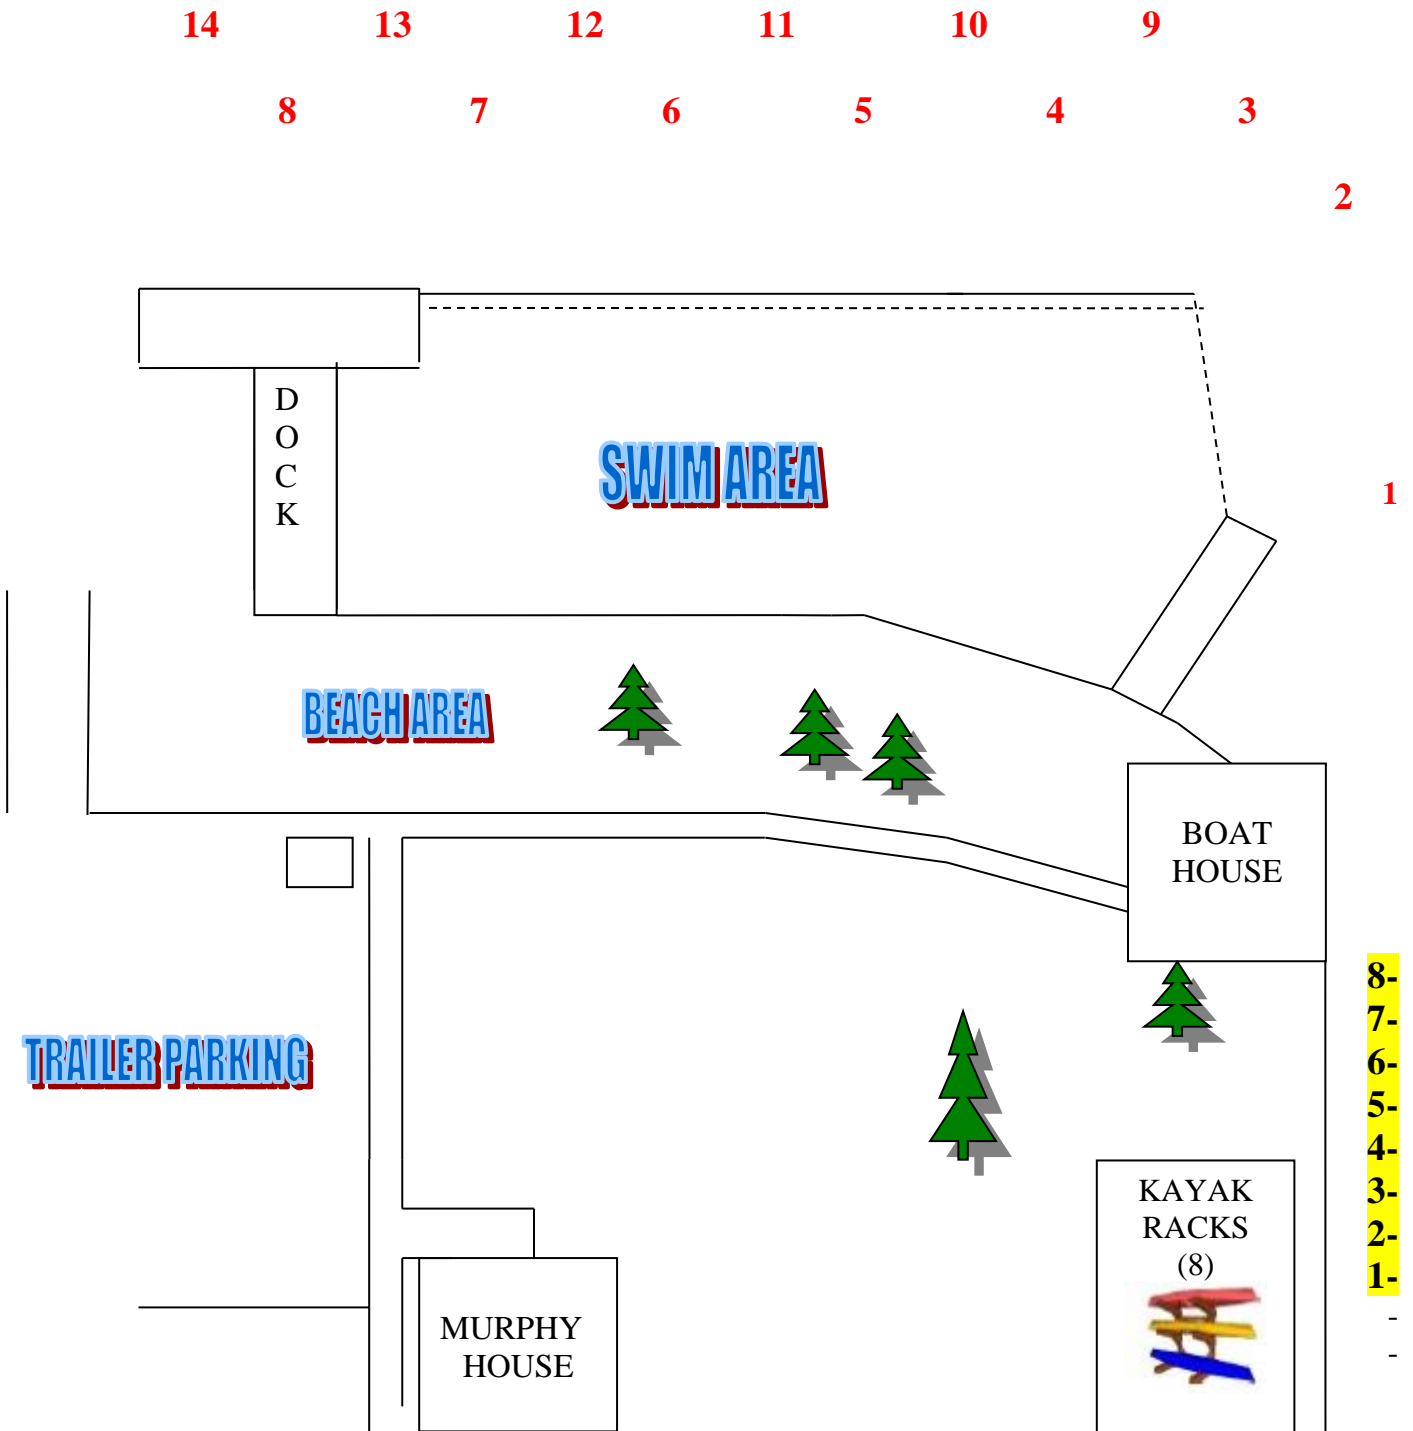 14 13 12 11 10 9
8 7 6 5 4 3
2
D
O
C
K
SWIM AREA
1
BEACH AREA
BOAT
HOUSE
8-
7-
6-
5-
4-
3-
2-
1-
-
-
TRAILER PARKING
KAYAK
RACKS
(8)
MURPHY
HOUSE